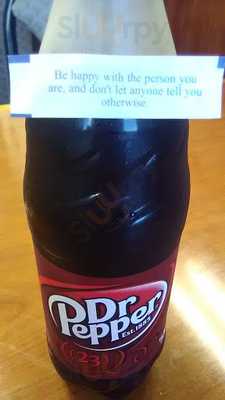 Slurrpy
Be happy with the person you
are, and don't let anyone tell you
otherwise.
Dr
Pepper
Est. 1885
23